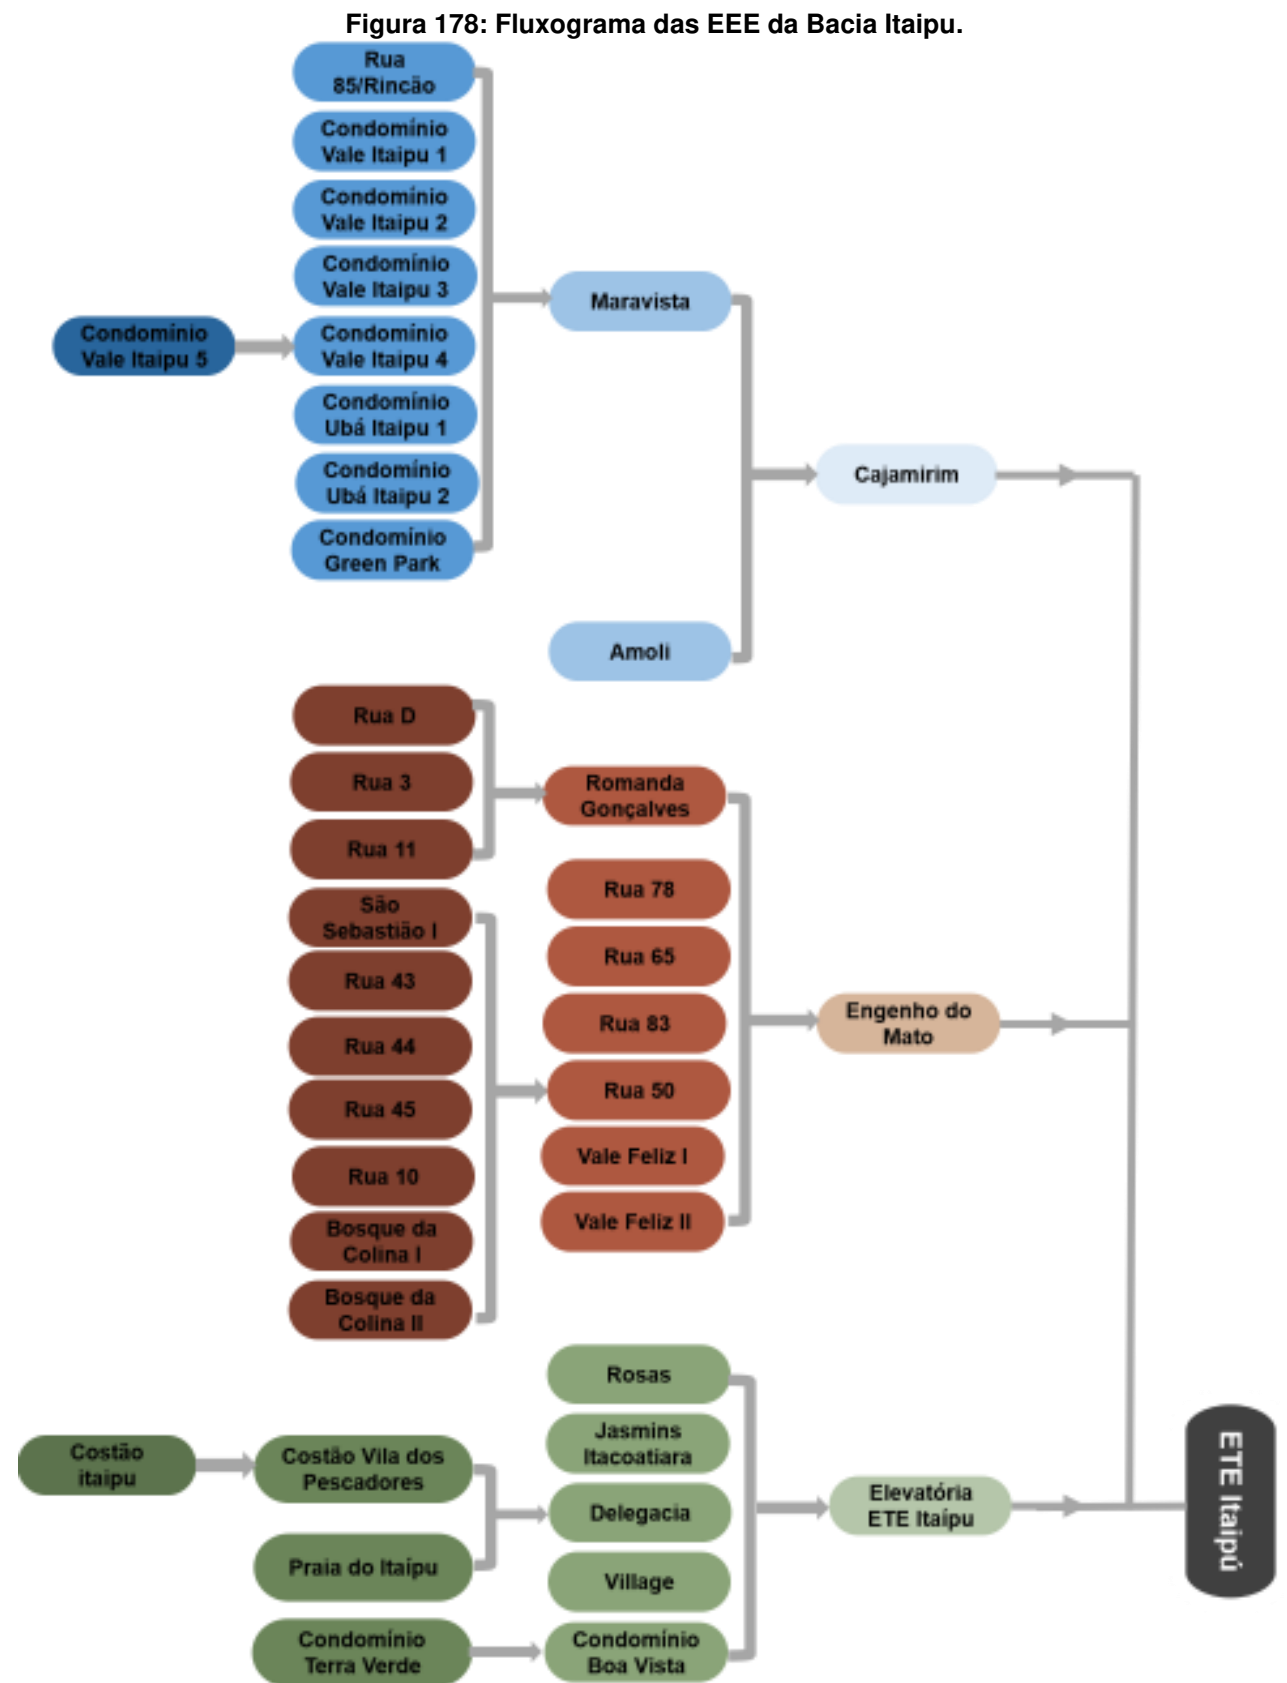 Figura 178: Fluxograma das EEE da Bacia Itaipu.
Rua
85/Rincão
Condomínio
Vale Itaipu 1
Condomínio
Vale Itaipu 2
Condomínio
Vale Itaipu 3
Condomínio
Vale Itaipu 5
Condomínio
Vale Itaipu 4
Condomínio
Ubá Itaipu 1
Condomínio
Ubá Itaipu 2
Condomínio
Green Park
Maravista
Amoli
Cajamirim
Rua D
Rua 3
Rua 11
São
Sebastião I
Rua 43
Rua 44
Rua 45
Rua 10
Bosque da
Colina I
Bosque da
Colina II
Romanda
Gonçalves
Rua 78
Rua 65
Rua 83
Rua 50
Vale Feliz I
Vale Feliz II
Engenho do
Mato
Costão
itaipu
Costão Vila dos
Pescadores
Praia do Itaípu
Condomínio
Terra Verde
Rosas
Jasmins
Itacoatiara
Delegacia
Village
Condomínio
Boa Vista
Elevatória
ETE Itaípu
ETE Itaipú